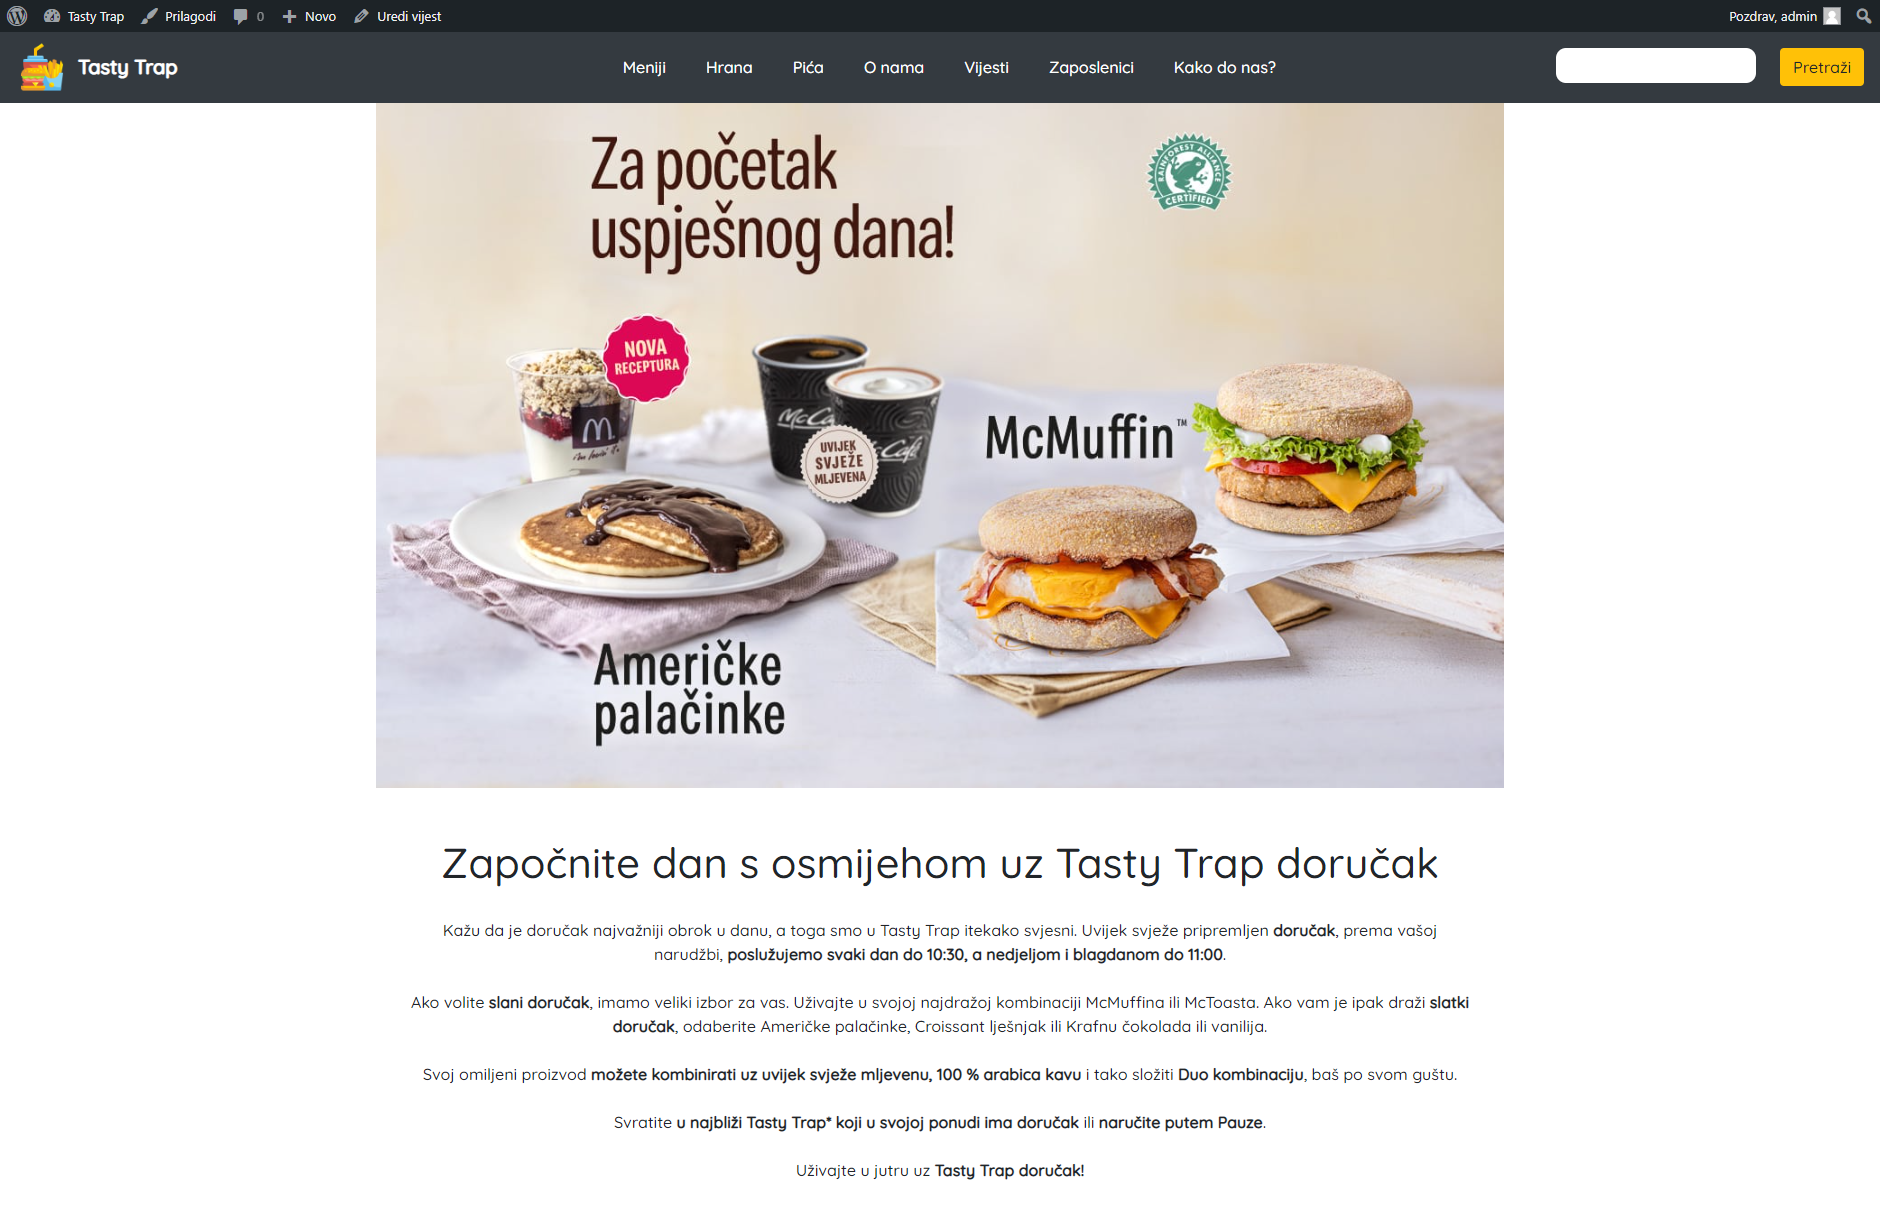 Tasty Trap
Prilagodi
0
Novo
Uredi vijest
Pozdrav, admin
Tasty Trap
Meniji
Hrana
Pića
O nama
Vijesti
Zaposlenici
Kako do nas?
Pretraži
Za početak
uspješnog dana!
RAINFOREST ALLIANCE
CERTIFIED
NOVA
RECEPTURA
McCafé
UVIJEK
SVJEŽE
MLJEVENA
McMuffin™
Američke
palačinke
Započnite dan s osmijehom uz Tasty Trap doručak
Kažu da je doručak najvažniji obrok u danu, a toga smo u Tasty Trap itekako svjesni. Uvijek svježe pripremljen doručak, prema vašoj
narudžbi, poslužujemo svaki dan do 10:30, a nedjeljom i blagdanom do 11:00.
Ako volite slani doručak, imamo veliki izbor za vas. Uživajte u svojoj najdražoj kombinaciji McMuffina ili McToasta. Ako vam je ipak draži slatki
doručak, odaberite Američke palačinke, Croissant lješnjak ili Krafnu čokolada ili vanilija.
Svoj omiljeni proizvod možete kombinirati uz uvijek svježe mljevenu, 100 % arabica kavu i tako složiti Duo kombinaciju, baš po svom guštu.
Svratite u najbliži Tasty Trap* koji u svojoj ponudi ima doručak ili naručite putem Pauze.
Uživajte u jutru uz Tasty Trap doručak!